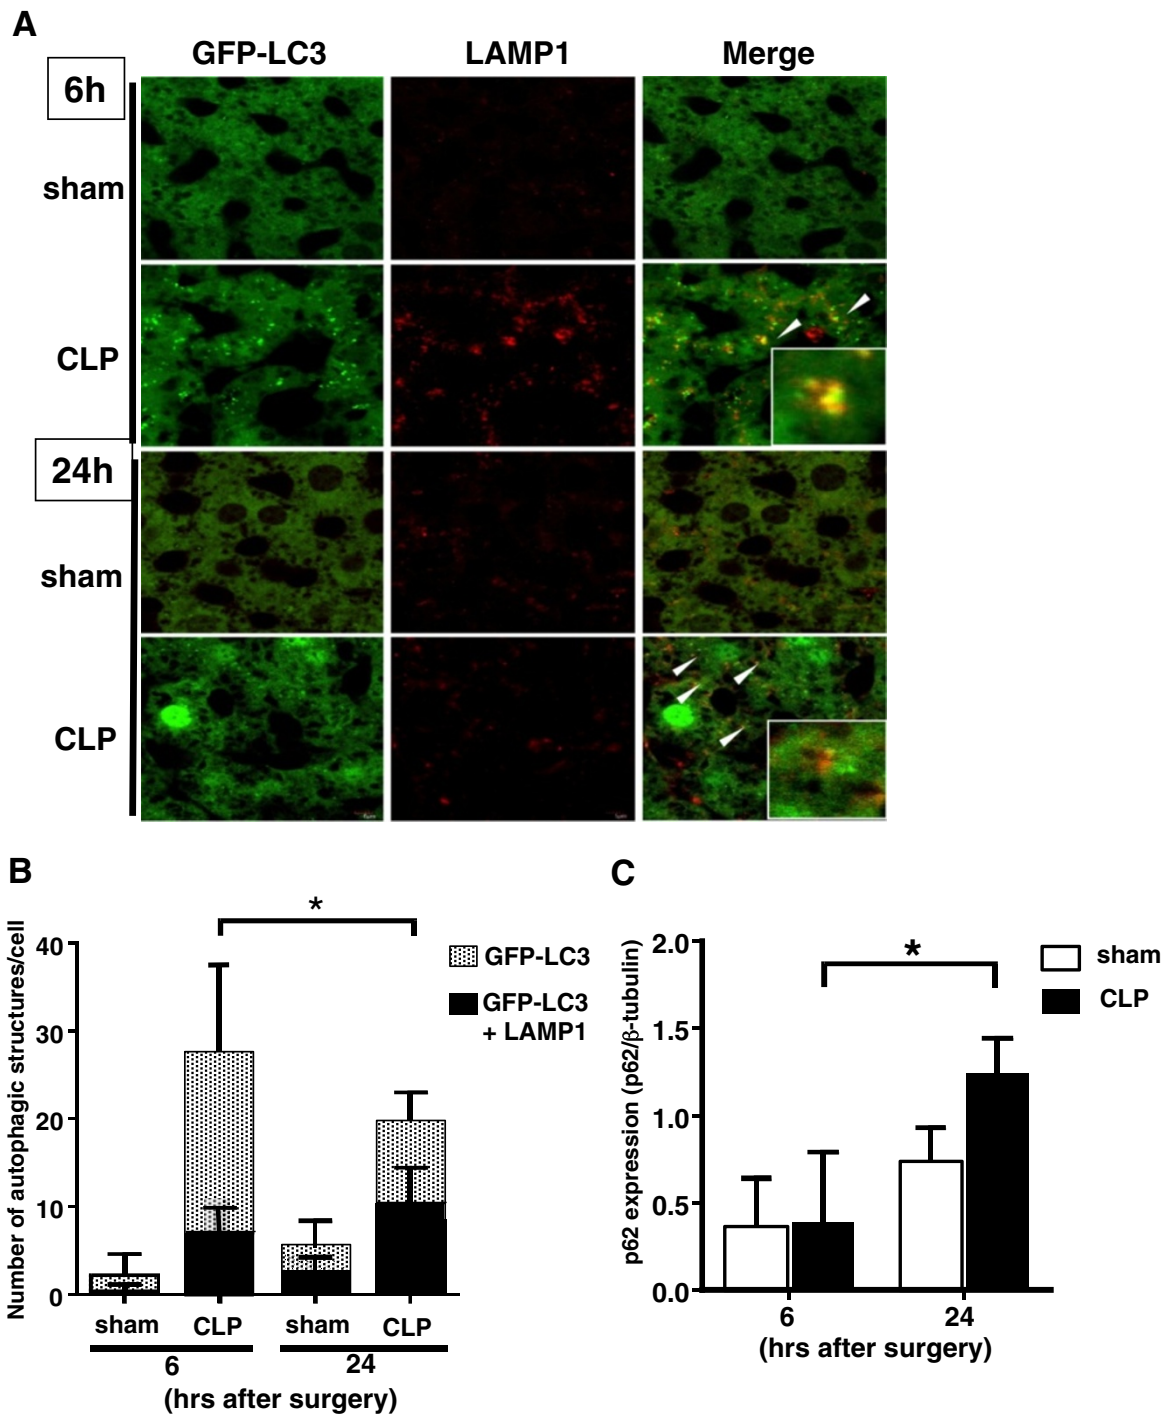 A
GFP-LC3 LAMP1 Merge
6h
sham
CLP
24h
sham
CLP
B
*
Number of autophagic structures/cell
40
30
20
10
0
GFP-LC3
GFP-LC3
+ LAMP1
sham CLP sham CLP
6 24
(hrs after surgery)
C
*
p62 expression (p62/β-tubulin)
2.0
1.5
1.0
0.5
0.0
sham
CLP
6 24
(hrs after surgery)